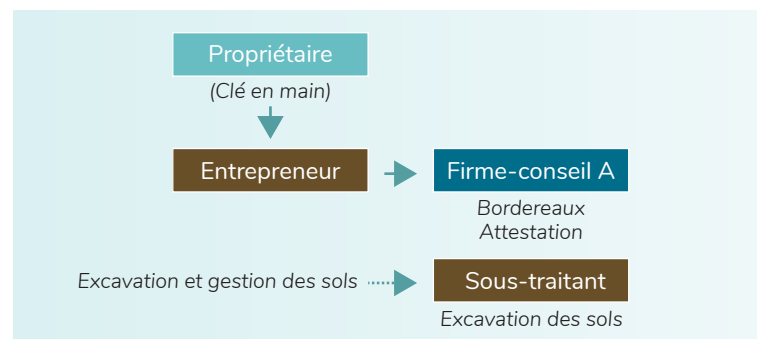 Propriétaire
(Clé en main)
Entrepreneur
Firme-conseil A
Bordereaux
Attestation
Excavation et gestion des sols
Sous-traitant
Excavation des sols